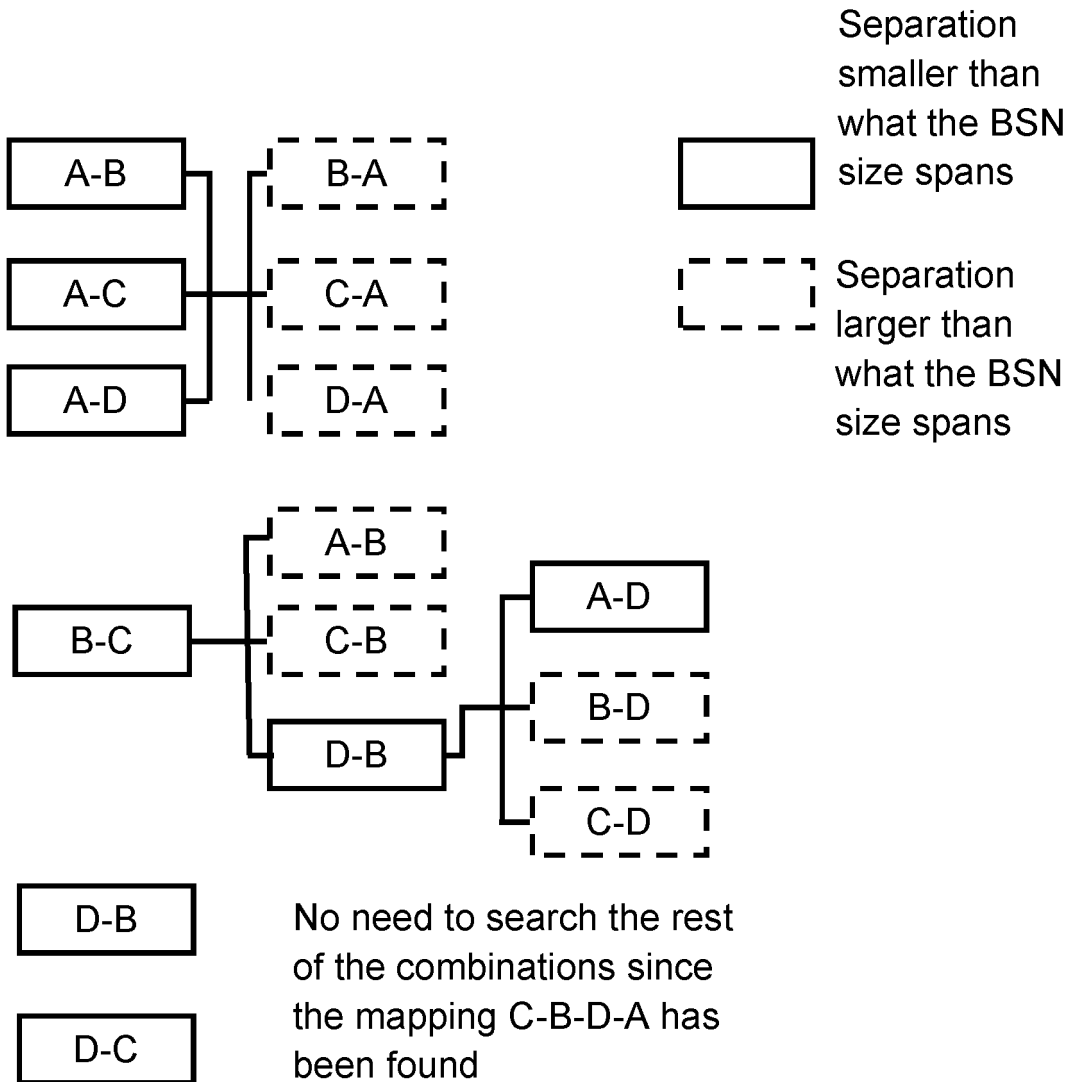 Separation
smaller than
what the BSN
size spans
A-B
B-A
A-C
C-A
Separation
larger than
what the BSN
size spans
A-D
D-A
A-B
A-D
B-C
C-B
B-D
D-B
C-D
D-B
No need to search the rest
of the combinations since
the mapping C-B-D-A has
been found
D-C